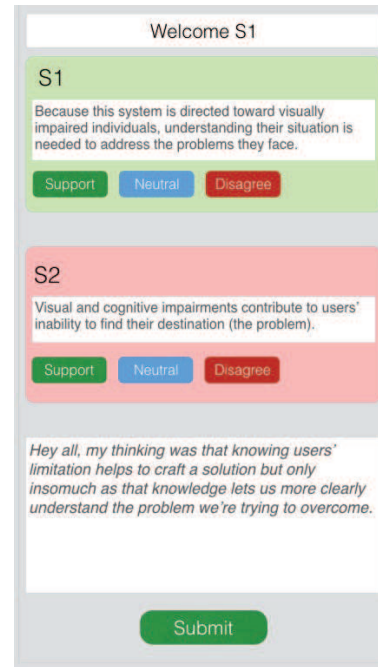 Welcome S1
S1
Because this system is directed toward visually
impaired individuals, understanding their situation is
needed to address the problems they face.
Support Neutral Disagree
S2
Visual and cognitive impairments contribute to users'
inability to find their destination (the problem).
Support Neutral Disagree
Hey all, my thinking was that knowing users'
limitation helps to craft a solution but only
insomuch as that knowledge lets us more clearly
understand the problem we're trying to overcome.
Submit